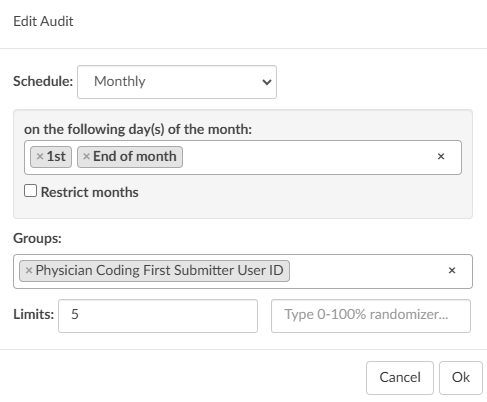 Edit Audit
Schedule: Monthly
on the following day(s) of the month:
× 1st × End of month ×
Restrict months
Groups:
× Physician Coding First Submitter User ID ×
Limits: 5 Type 0-100% randomizer...
Cancel Ok